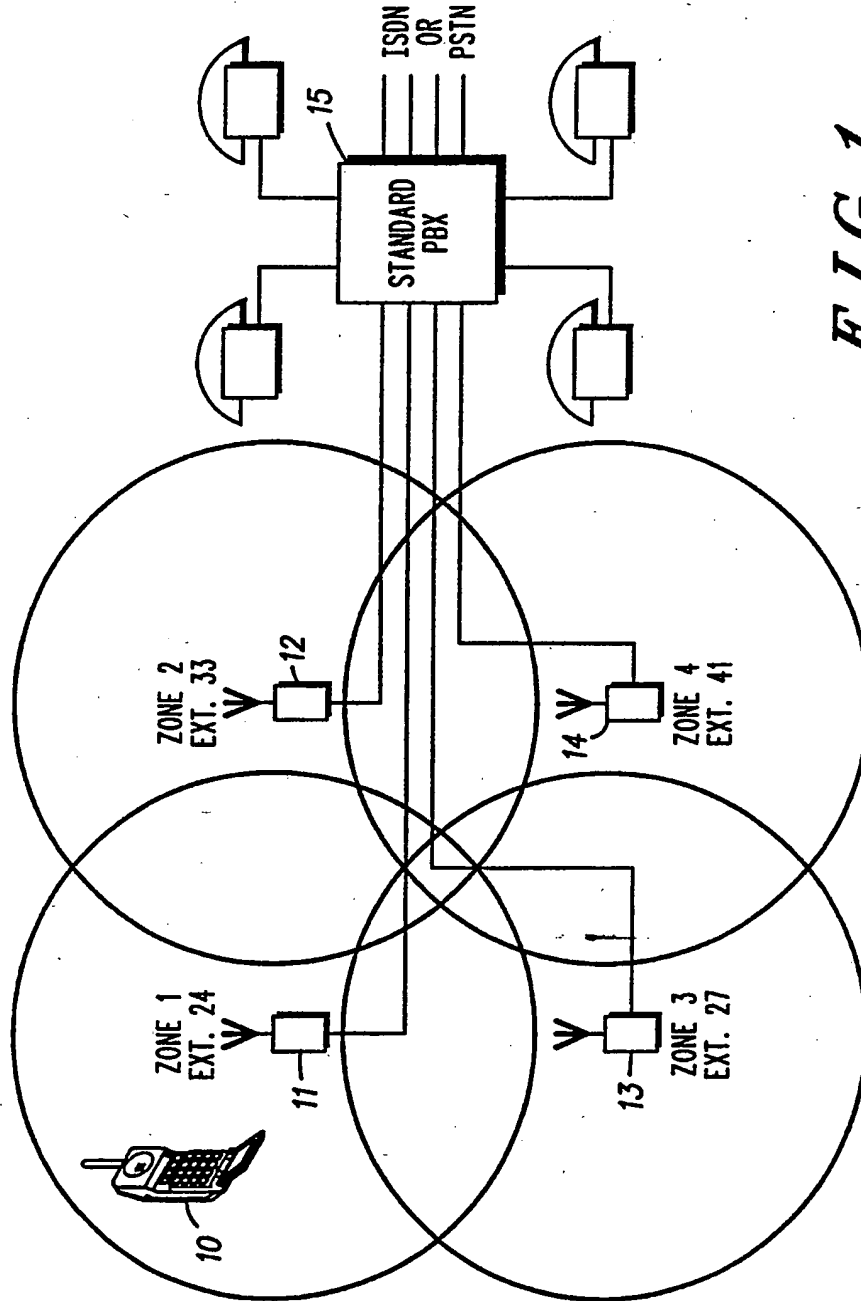 ZONE 1
EXT. 24
11
10
ZONE 2
EXT. 33
12
13
ZONE 3
EXT. 27
14
ZONE 4
EXT. 41
STANDARD
PBX
15
ISDN
OR
PSTN
FIG. 1